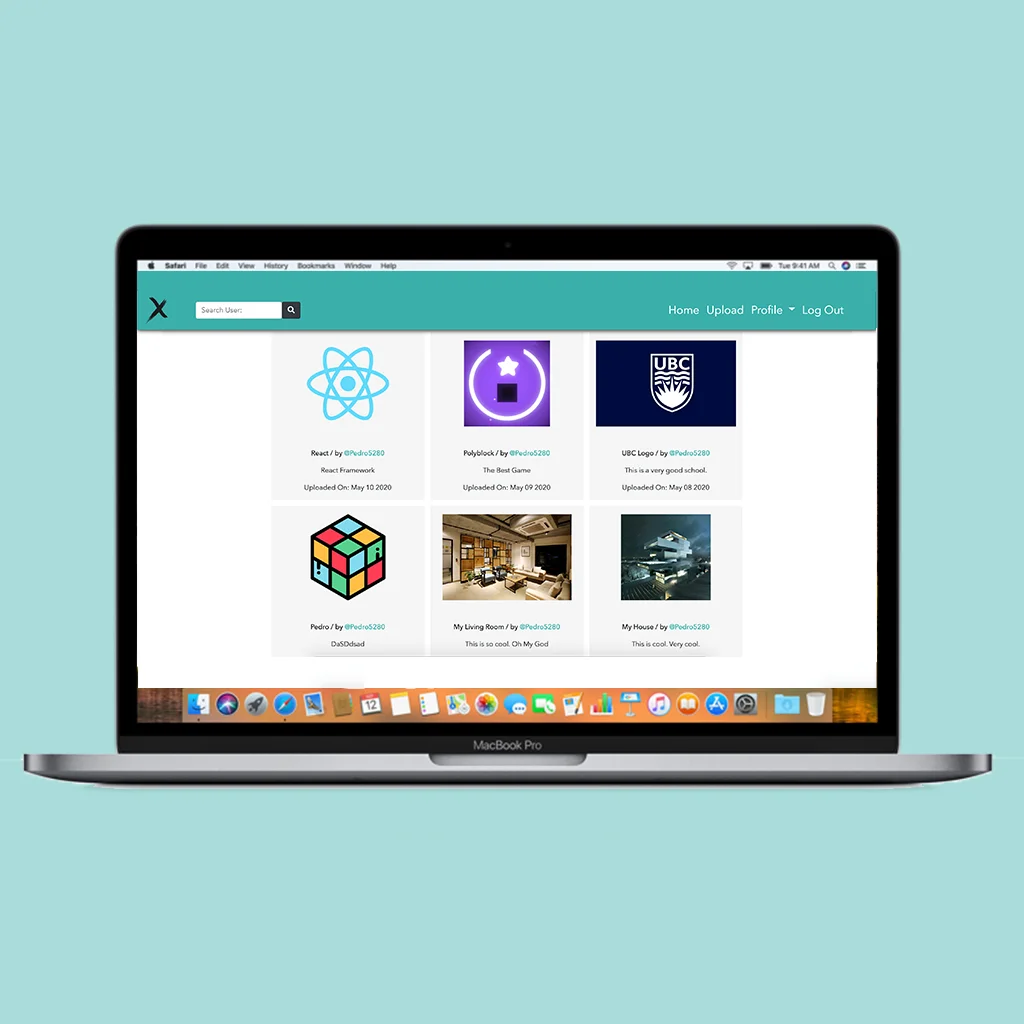 Safari File Edit View History Bookmarks Window Help Tue 9:41 AM
Search User:
Home Upload Profile Log Out
UBC
React / by @Pedro5280
React Framework
Uploaded On: May 10 2020
Polyblock / by @Pedro5280
The Best Game
Uploaded On: May 09 2020
UBC Logo / by @Pedro5280
This is a very good school.
Uploaded On: May 08 2020
Pedro / by @Pedro5280
DaSDdsad
My Living Room / by @Pedro5280
This is so cool. Oh My God
My House / by @Pedro5280
This is cool. Very cool.
12
MacBook Pro